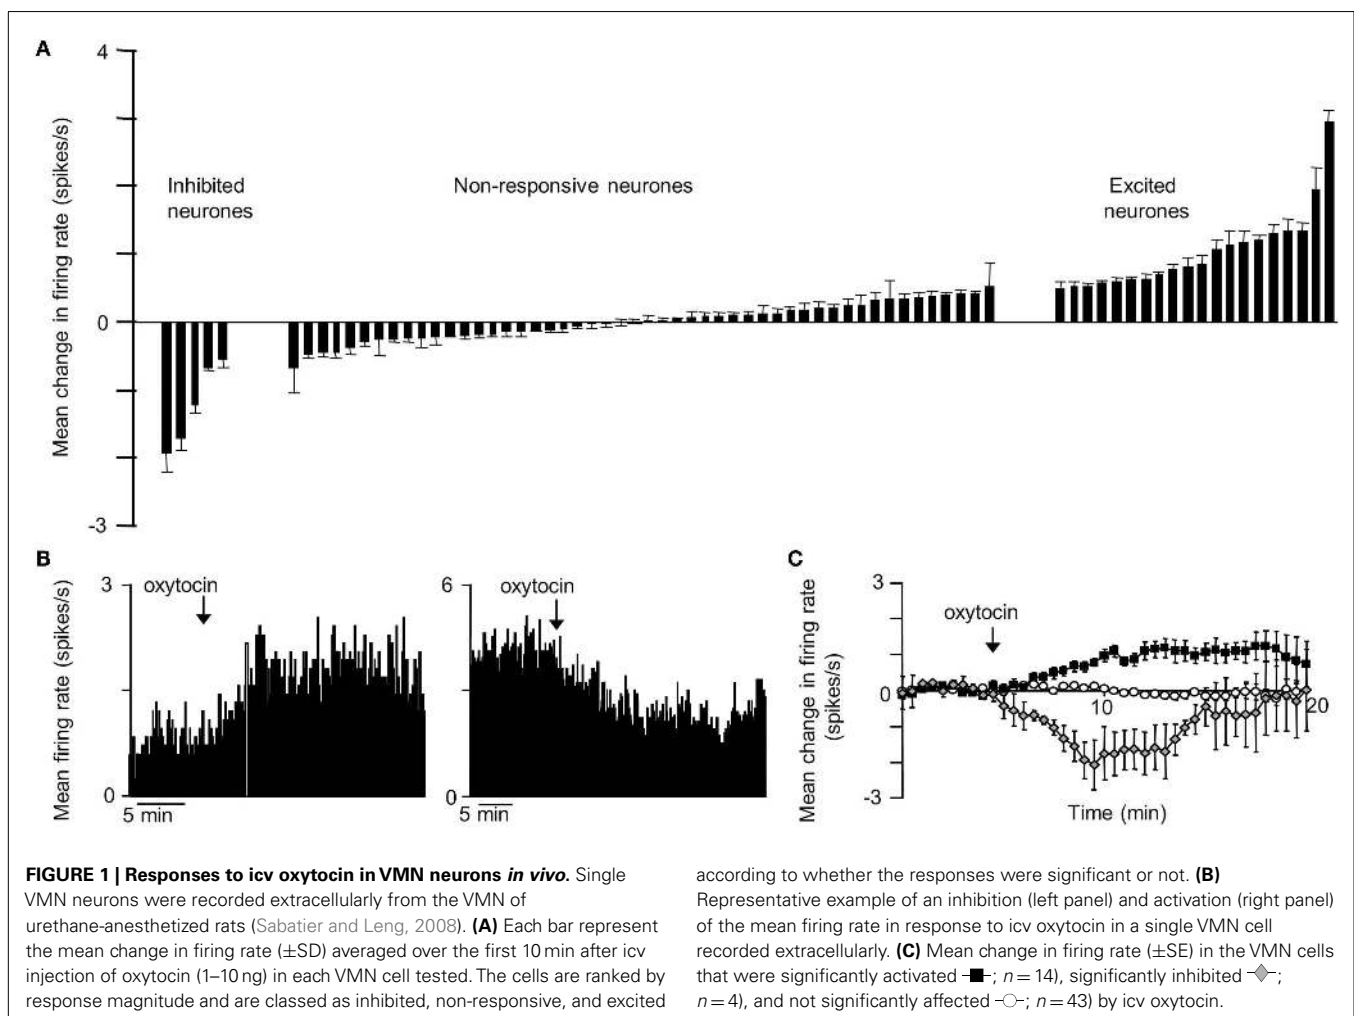 A
4
Mean change in firing rate (spikes/s)
Inhibited
neurones
Non-responsive neurones
Excited
neurones
0
-3
B
3
oxytocin
Mean firing rate (spikes/s)
0
5 min
6
oxytocin
0
5 min
C
3
oxytocin
Mean change in firing rate
(spikes/s)
0
10
20
-3
Time (min)
FIGURE 1 | Responses to icv oxytocin in VMN neurons in vivo. Single
VMN neurons were recorded extracellularly from the VMN of
urethane-anesthetized rats (Sabatier and Leng, 2008). (A) Each bar represent
the mean change in firing rate (±SD) averaged over the first 10 min after icv
injection of oxytocin (1–10 ng) in each VMN cell tested. The cells are ranked by
response magnitude and are classed as inhibited, non-responsive, and excited
according to whether the responses were significant or not. (B)
Representative example of an inhibition (left panel) and activation (right panel)
of the mean firing rate in response to icv oxytocin in a single VMN cell
recorded extracellularly. (C) Mean change in firing rate (±SE) in the VMN cells
that were significantly activated -■-; n = 14), significantly inhibited -◆-;
n = 4), and not significantly affected -○-; n = 43) by icv oxytocin.